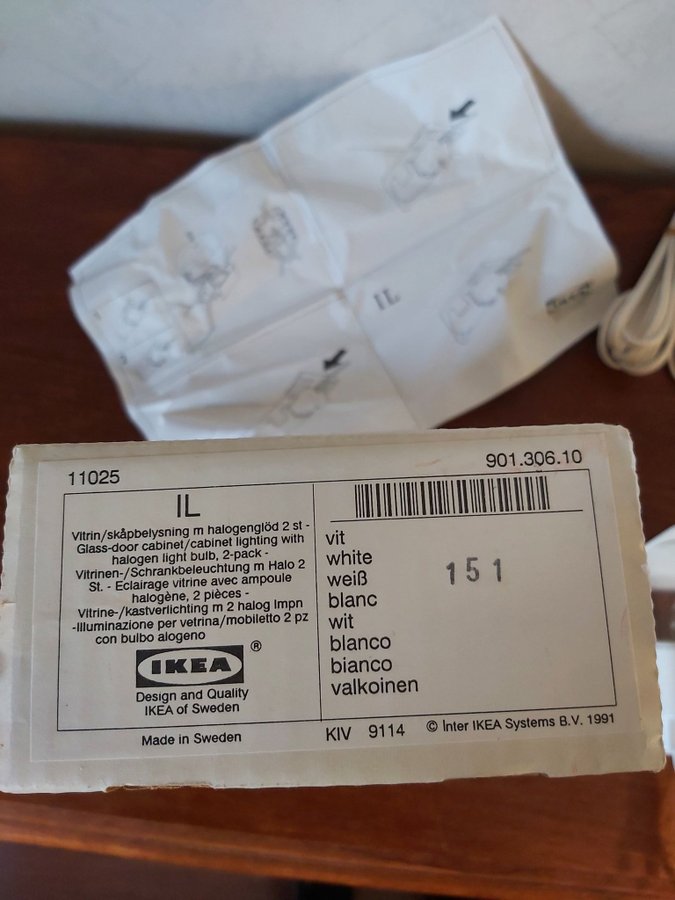 IL
IKEA
11025
901.306.10
IL
Vitrin/skåpbelysning m halogenglöd 2 st -
Glass-door cabinet/cabinet lighting with
halogen light bulb, 2-pack -
Vitrinen-/Schrankbeleuchtung m Halo 2
St. - Eclairage vitrine avec ampoule
halogène, 2 pièces -
Vitrine-/kastverlichting m 2 halog lmpn
-Illuminazione per vetrina/mobiletto 2 pz
con bulbo alogeno
IKEA ®
Design and Quality
IKEA of Sweden
Made in Sweden
vit
white
weiß
blanc
wit
blanco
bianco
valkoinen
151
KIV 9114 © Inter IKEA Systems B.V. 1991